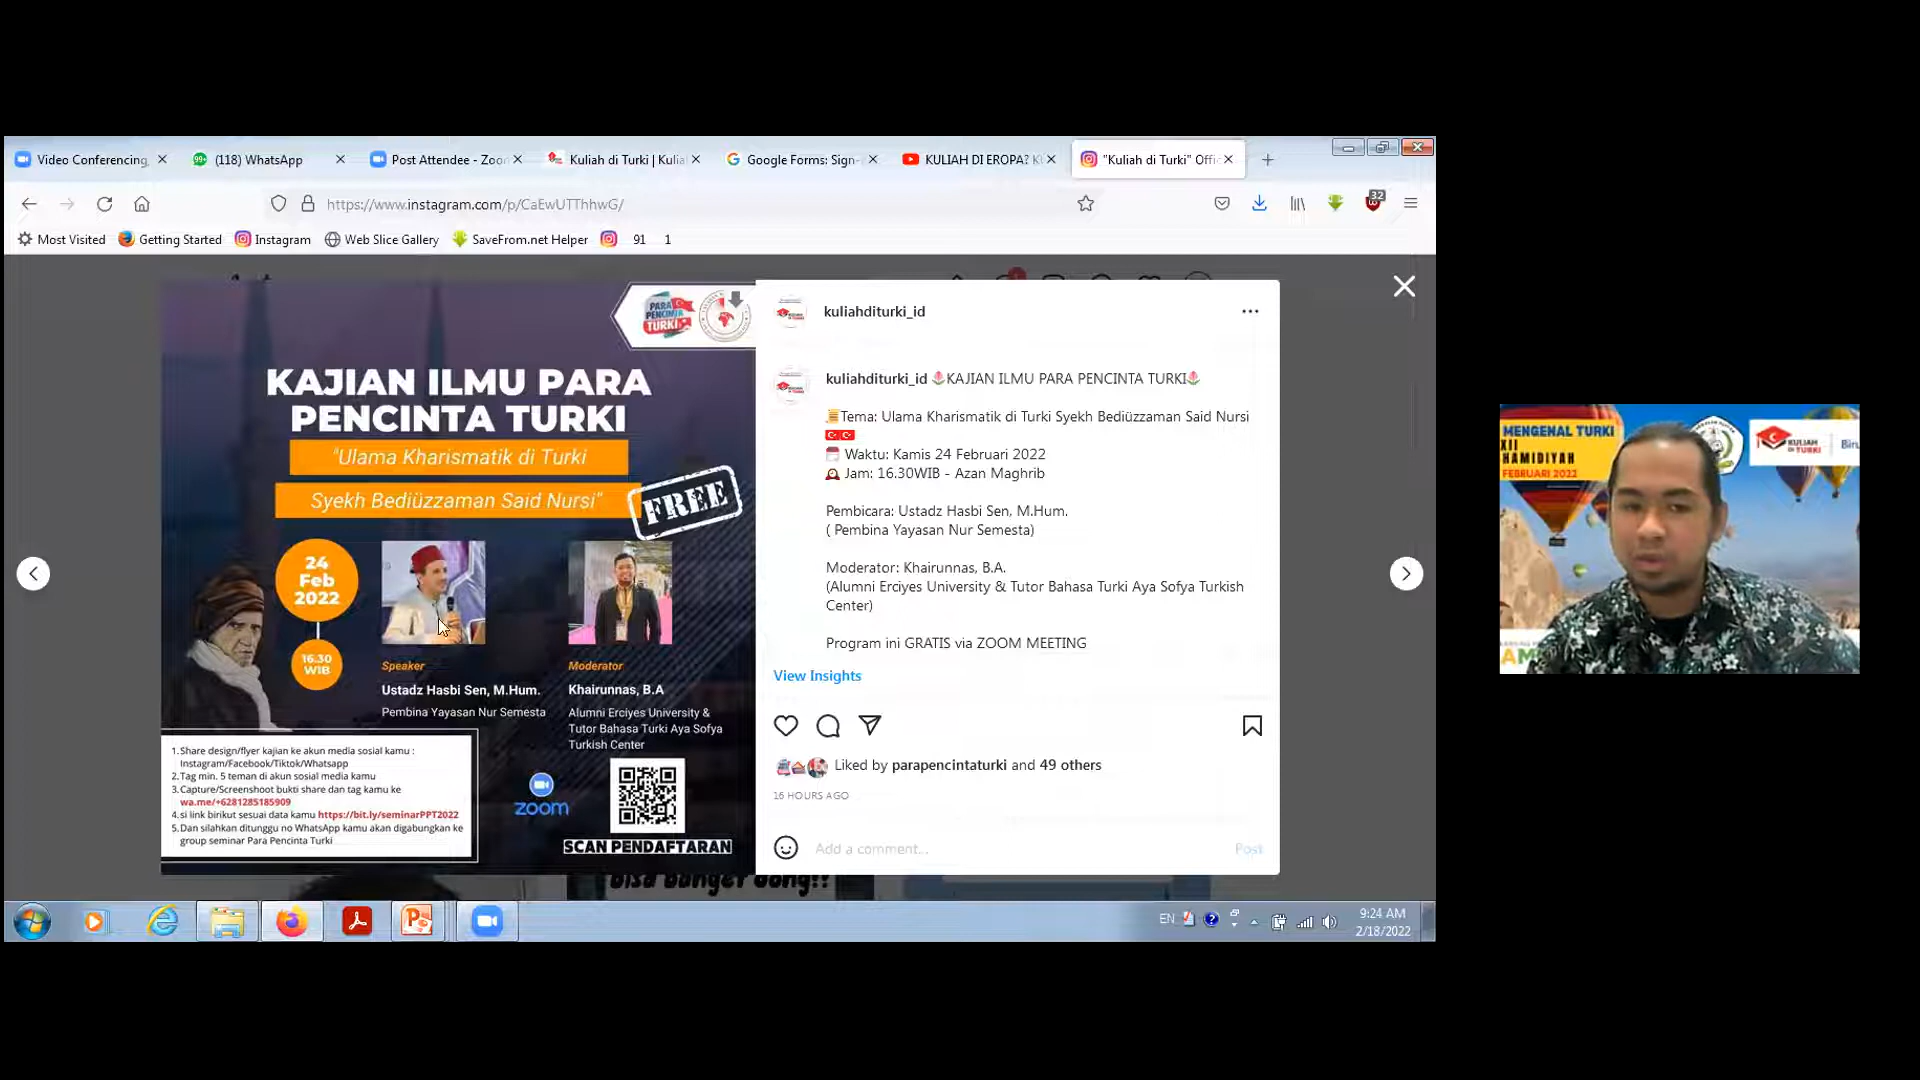 Video Conferencing,
(118) WhatsApp
Post Attendee - Zoo
Kuliah di Turki | Kulia
Google Forms: Sign-
KULIAH DI EROPA? K
"Kuliah di Turki" Offi
https://www.instagram.com/p/CaEwUTThhwG/
32
Most Visited
Getting Started
Instagram
Web Slice Gallery
SaveFrom.net Helper
91
1
PARA
PENCINTA
TURKI
KAJIAN ILMU PARA
PENCINTA TURKI
"Ulama Kharismatik di Turki
Syekh Bediüzzaman Said Nursi"
FREE
24
Feb
2022
16.30
WIB
Speaker
Ustadz Hasbi Sen, M.Hum.
Pembina Yayasan Nur Semesta
Moderator
Khairunnas, B.A
Alumni Erciyes University &
Tutor Bahasa Turki Aya Sofya
Turkish Center
1.Share design/flyer kajian ke akun media sosial kamu :
Instagram/Facebook/Tiktok/Whatsapp
2.Tag min. 5 teman di akun sosial media kamu
3.Capture/Screenshoot bukti share dan tag kamu ke
wa.me/+6281285185909
4.si link birikut sesuai data kamu https://bit.ly/seminarPPT2022
5.Dan silahkan ditunggu no WhatsApp kamu akan digabungkan ke
group seminar Para Pencinta Turki
zoom
SCAN PENDAFTARAN
kuliahditurki_id
kuliahditurki_id KAJIAN ILMU PARA PENCINTA TURKI
Tema: Ulama Kharismatik di Turki Syekh Bediüzzaman Said Nursi
Waktu: Kamis 24 Februari 2022
Jam: 16.30WIB - Azan Maghrib
Pembicara: Ustadz Hasbi Sen, M.Hum.
( Pembina Yayasan Nur Semesta)
Moderator: Khairunnas, B.A.
(Alumni Erciyes University & Tutor Bahasa Turki Aya Sofya Turkish
Center)
Program ini GRATIS via ZOOM MEETING
View Insights
Liked by parapencintaturki and 49 others
16 HOURS AGO
Add a comment...
Post
bisa banget dong!!
EN
9:24 AM
2/18/2022
MENGENAL TURKI
XII
HAMIDIYAH
FEBRUARI 2022
KULIAH
DI TURKI